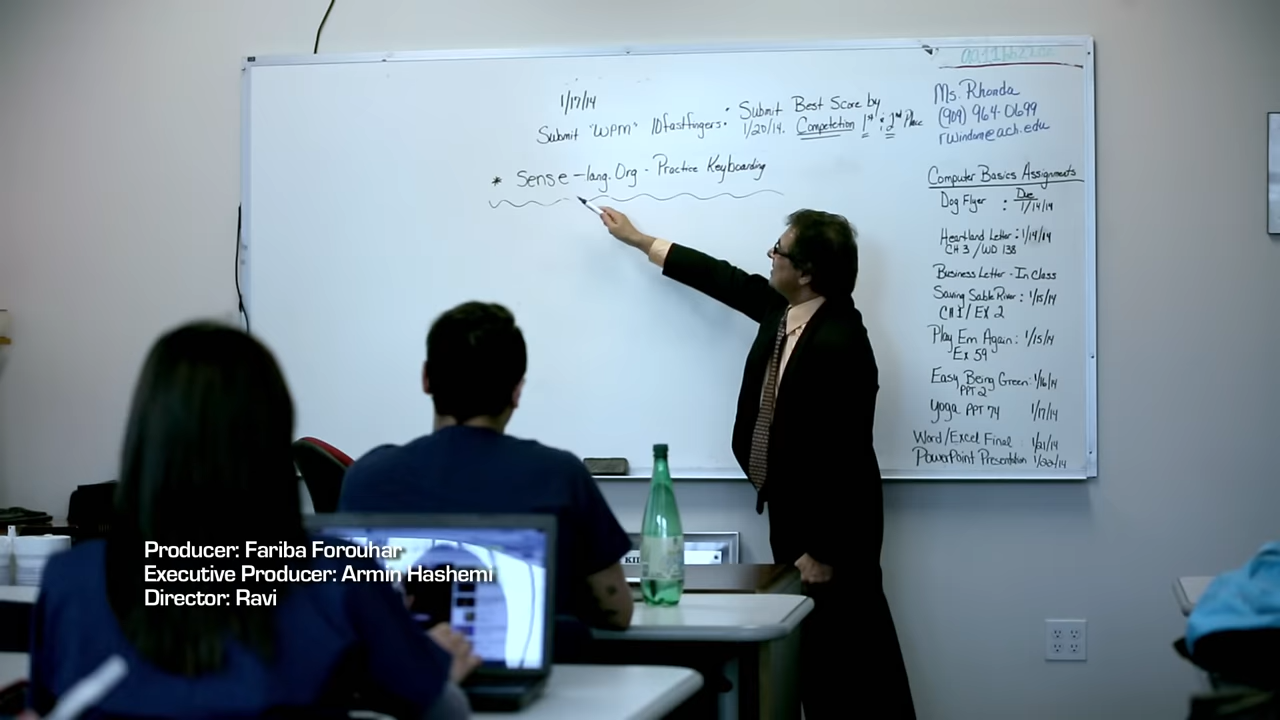 1/17/14
Submit "WPM" 10fastfingers. • Submit Best Score by
1/20/14. Competetion 1st & 2nd Place
* Sense-lang.Org - Practice Keyboarding
Ms. Rhonda
(909) 964-0699
rwindom@ach.edu
Computer Basics Assignments
Due
Dog Flyer : 1/14/14
Heartland Letter : 1/14/14
CH 3 / WD 138
Business Letter - In Class
Saving Sable River : 1/15/14
CH 1 / EX 2
Play Em Again : 1/15/14
Ex 59
Easy Being Green : 1/16/14
PPT 2
Yoga PPT 74 1/17/14
Word/Excel Final 1/21/14
PowerPoint Presentation 1/22/14
Producer: Fariba Forouhar
Executive Producer: Armin Hashemi
Director: Ravi